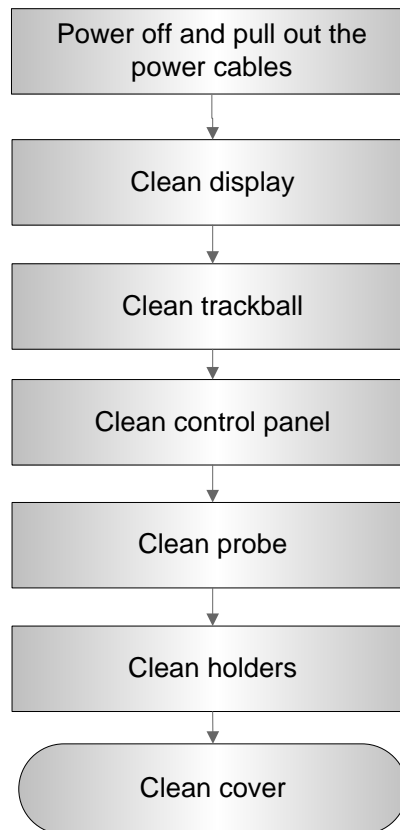 Power off and pull out the
power cables
Clean display
Clean trackball
Clean control panel
Clean probe
Clean holders
Clean cover